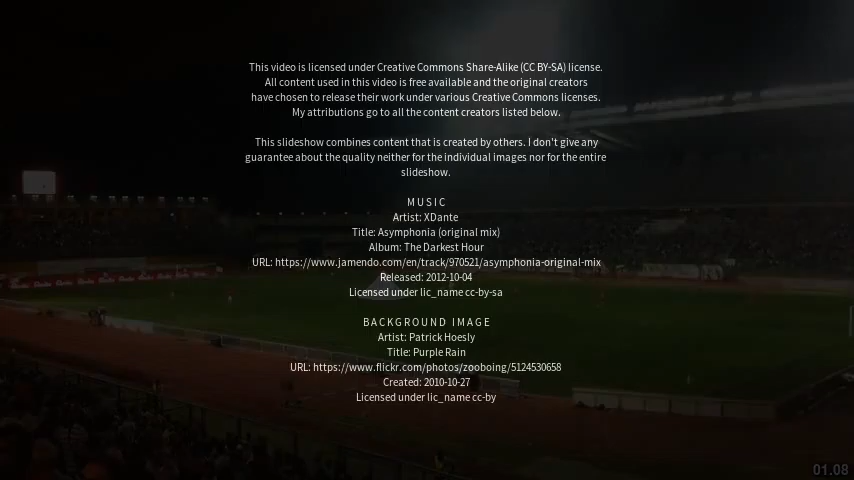 This video is licensed under Creative Commons Share-Alike (CC BY-SA) license.
All content used in this video is free available and the original creators
have chosen to release their work under various Creative Commons licenses.
My attributions go to all the content creators listed below.
This slideshow combines content that is created by others. I don't give any
guarantee about the quality neither for the individual images nor for the entire
slideshow.
MUSIC
Artist: XDante
Title: Asymphonia (original mix)
Album: The Darkest Hour
URL: https://www.jamendo.com/en/track/970521/asymphonia-original-mix
Released: 2012-10-04
Licensed under lic_name cc-by-sa
BACKGROUND IMAGE
Artist: Patrick Hoesly
Title: Purple Rain
URL: https://www.flickr.com/photos/zooboing/5124530658
Created: 2010-10-27
Licensed under lic_name cc-by
01.08